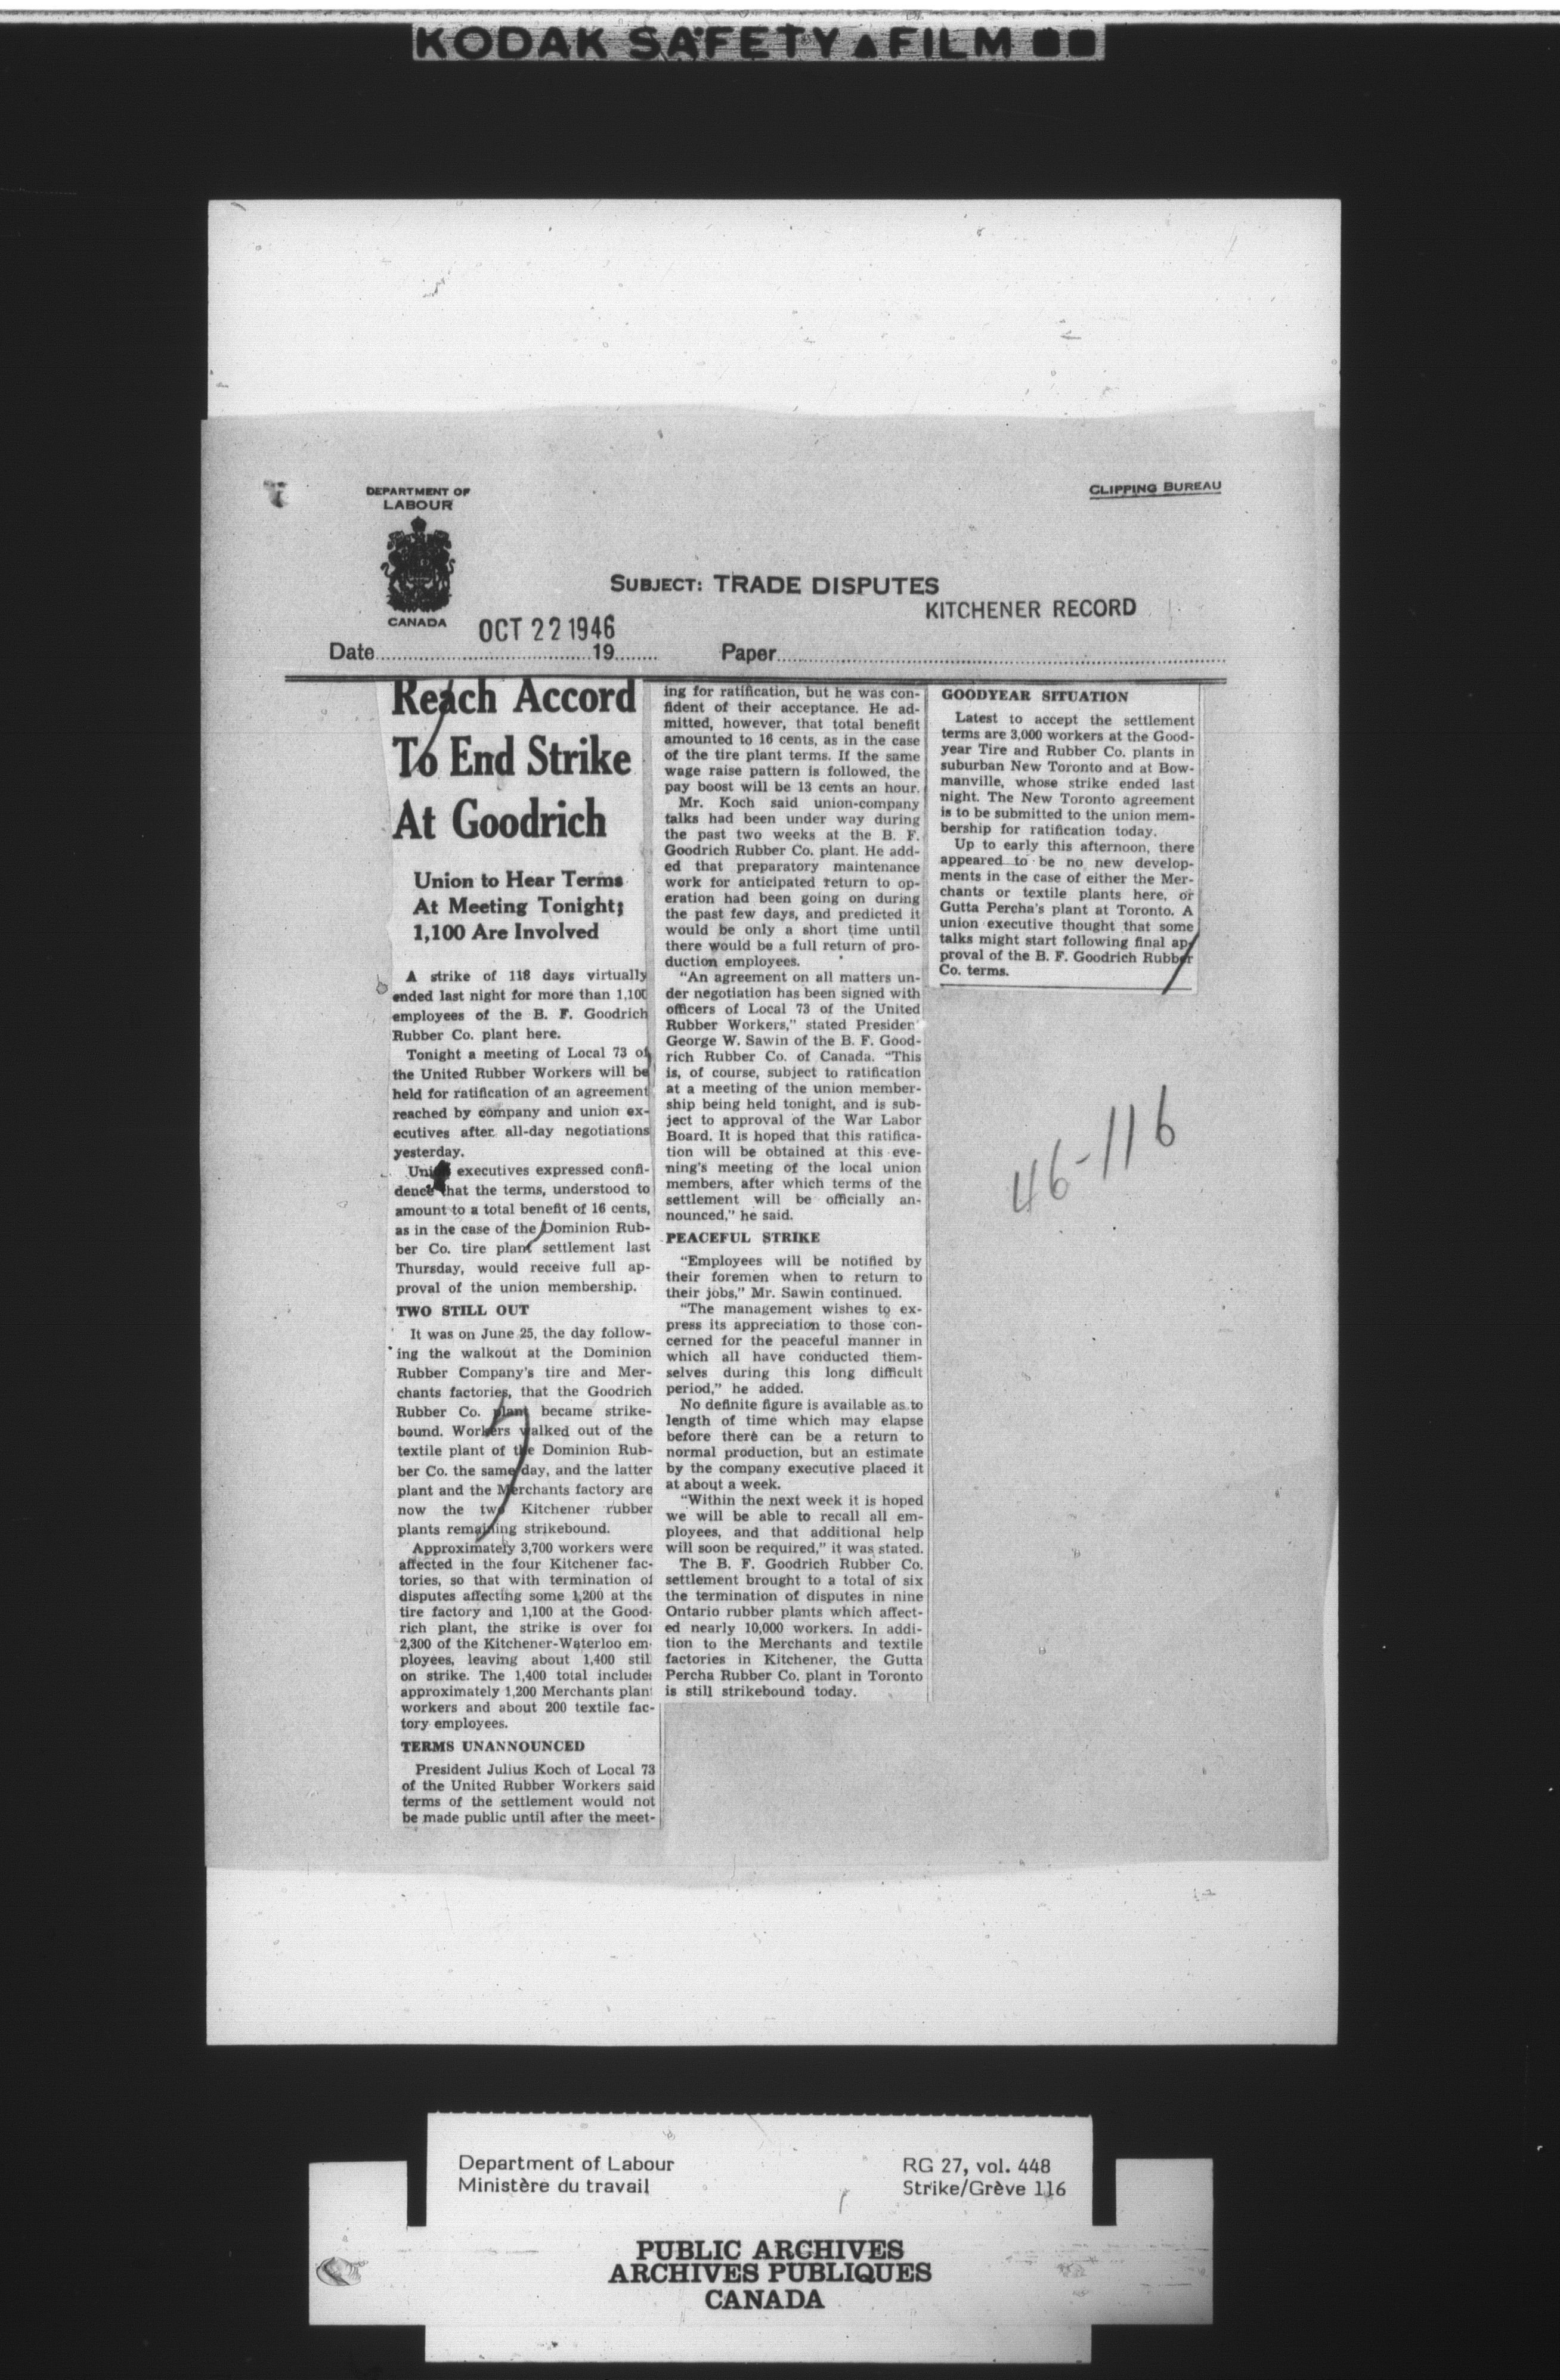 KODAK SAFETY FILM
DEPARTMENT OF
LABOUR
CANADA
CLIPPING BUREAU
SUBJECT: TRADE DISPUTES
KITCHENER RECORD
OCT 22 1946
Date 19
Paper
Reach Accord
To End Strike
At Goodrich
Union to Hear Terms
At Meeting Tonight;
1,100 Are Involved
A strike of 118 days virtually
ended last night for more than 1,100
employees of the B. F. Goodrich
Rubber Co. plant here.
Tonight a meeting of Local 73 of
the United Rubber Workers will be
held for ratification of an agreement
reached by company and union ex-
ecutives after all-day negotiations
yesterday.
Union executives expressed confi-
dence that the terms, understood to
amount to a total benefit of 16 cents,
as in the case of the Dominion Rub-
ber Co. tire plant settlement last
Thursday, would receive full ap-
proval of the union membership.
TWO STILL OUT
It was on June 25, the day follow-
ing the walkout at the Dominion
Rubber Company's tire and Mer-
chants factories, that the Goodrich
Rubber Co. plant became strike-
bound. Workers walked out of the
textile plant of the Dominion Rub-
ber Co. the same day, and the latter
plant and the Merchants factory are
now the two Kitchener rubber
plants remaining strikebound.
Approximately 3,700 workers were
affected in the four Kitchener fac-
tories, so that with termination of
disputes affecting some 1,200 at the
tire factory and 1,100 at the Good-
rich plant, the strike is over for
2,300 of the Kitchener-Waterloo em-
ployees, leaving about 1,400 still
on strike. The 1,400 total includes
approximately 1,200 Merchants plant
workers and about 200 textile fac-
tory employees.
TERMS UNANNOUNCED
President Julius Koch of Local 73
of the United Rubber Workers said
terms of the settlement would not
be made public until after the meet-
ing for ratification, but he was con-
fident of their acceptance. He ad-
mitted, however, that total benefit
amounted to 16 cents, as in the case
of the tire plant terms. If the same
wage raise pattern is followed, the
pay boost will be 13 cents an hour.
Mr. Koch said union-company
talks had been under way during
the past two weeks at the B. F.
Goodrich Rubber Co. plant. He add-
ed that preparatory maintenance
work for anticipated return to op-
eration had been going on during
the past few days, and predicted it
would be only a short time until
there would be a full return of pro-
duction employees.
"An agreement on all matters un-
der negotiation has been signed with
officers of Local 73 of the United
Rubber Workers," stated President
George W. Sawin of the B. F. Good-
rich Rubber Co. of Canada. "This
is, of course, subject to ratification
at a meeting of the union member-
ship being held tonight, and is sub-
ject to approval of the War Labor
Board. It is hoped that this ratifica-
tion will be obtained at this eve-
ning's meeting of the local union
members, after which terms of the
settlement will be officially an-
nounced," he said.
PEACEFUL STRIKE
"Employees will be notified by
their foremen when to return to
their jobs," Mr. Sawin continued.
"The management wishes to ex-
press its appreciation to those con-
cerned for the peaceful manner in
which all have conducted them-
selves during this long difficult
period," he added.
No definite figure is available as to
length of time which may elapse
before there can be a return to
normal production, but an estimate
by the company executive placed it
at about a week.
"Within the next week it is hoped
we will be able to recall all em-
ployees, and that additional help
will soon be required," it was stated.
The B. F. Goodrich Rubber Co.
settlement brought to a total of six
the termination of disputes in nine
Ontario rubber plants which affect-
ed nearly 10,000 workers. In addi-
tion to the Merchants and textile
factories in Kitchener, the Gutta
Percha Rubber Co. plant in Toronto
is still strikebound today.
GOODYEAR SITUATION
Latest to accept the settlement
terms are 3,000 workers at the Good-
year Tire and Rubber Co. plants in
suburban New Toronto and at Bow-
manville, whose strike ended last
night. The New Toronto agreement
is to be submitted to the union mem-
bership for ratification today.
Up to early this afternoon, there
appeared to be no new develop-
ments in the case of either the Mer-
chants or textile plants here, or
Gutta Percha's plant at Toronto. A
union executive thought that some
talks might start following final ap-
proval of the B. F. Goodrich Rubber
Co. terms.
46-116
Department of Labour
Ministère du travail
RG 27, vol. 448
Strike/Grève 116
PUBLIC ARCHIVES
ARCHIVES PUBLIQUES
CANADA